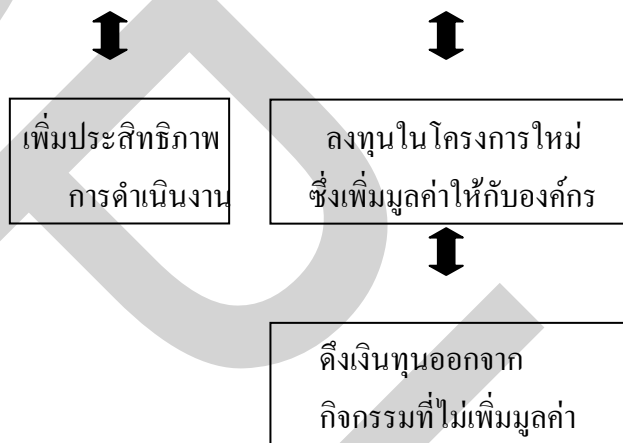 เพิ่มประสิทธิภาพ
การดำเนินงาน
ลงทุนในโครงการใหม่
ซึ่งเพิ่มมูลค่าให้กับองค์กร
ดึงเงินทุนออกจาก
กิจกรรมที่ไม่เพิ่มมูลค่า